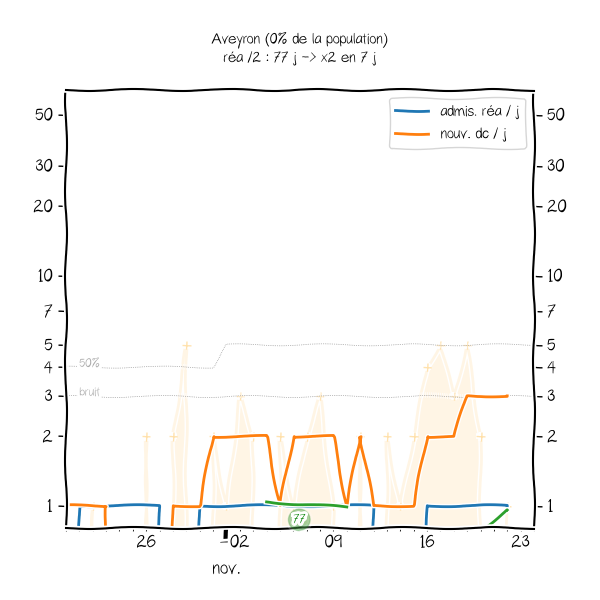 Aveyron (0% de la population)
réa /2 : 77 j -> x2 en 7 j
admis. réa / j
nouv. dc / j
50 50
30 30
20 20
10 10
7 7
5 5
50%
4 4
bruit
3 3
2 2
1 1
77
26 02 09 16 23
nov.